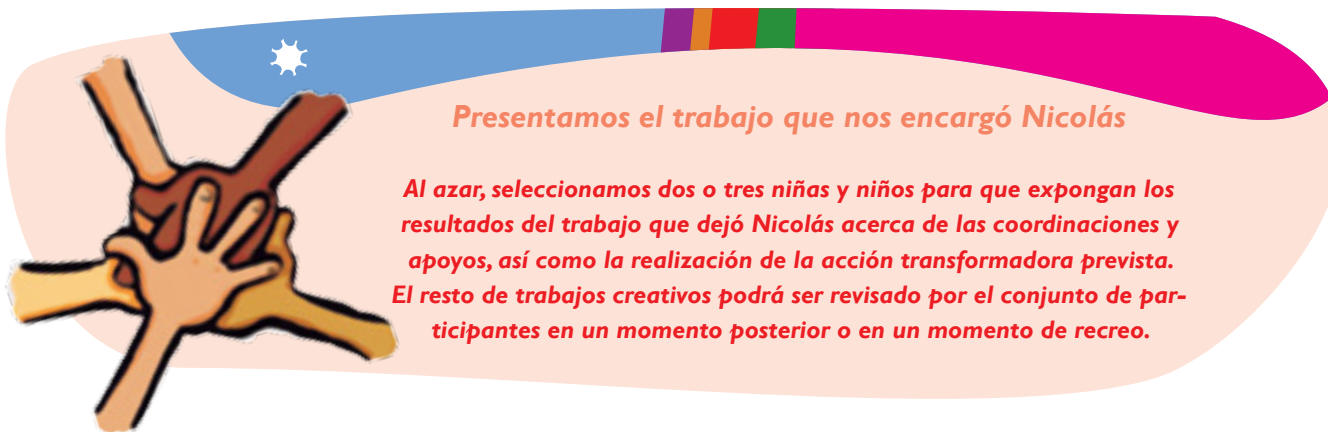 Presentamos el trabajo que nos encargó Nicolás
Al azar, seleccionamos dos o tres niñas y niños para que expongan los
resultados del trabajo que dejó Nicolás acerca de las coordinaciones y
apoyos, así como la realización de la acción transformadora prevista.
El resto de trabajos creativos podrá ser revisado por el conjunto de par-
ticipantes en un momento posterior o en un momento de recreo.